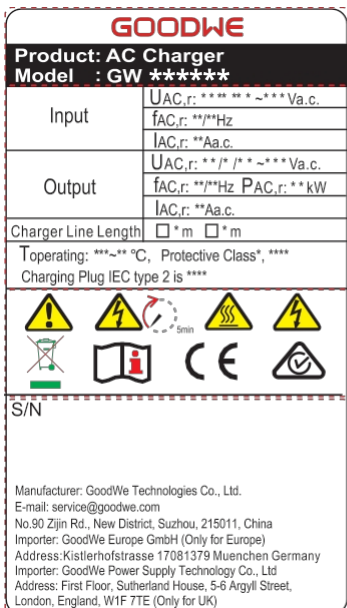 GOODWE
Product: AC Charger
Model : GW ******
Input
UAC,r: * * ** ** * ~* * * Va.c.
fAC,r: **/**Hz
IAC,r: **Aa.c.
Output
UAC,r: * * /* /* * ~* * * Va.c.
fAC,r: **/**Hz PAC,r: * * kW
IAC,r: **Aa.c.
Charger Line Length □ * m □ * m
Toperating: ***~** ºC, Protective Class*, ****
Charging Plug IEC type 2 is ****
5min
CE
S/N
Manufacturer: GoodWe Technologies Co., Ltd.
E-mail: service@goodwe.com
No.90 Zijin Rd., New District, Suzhou, 215011, China
Importer: GoodWe Europe GmbH (Only for Europe)
Address:Kistlerhofstrasse 17081379 Muenchen Germany
Importer: GoodWe Power Supply Technology Co., Ltd
Address: First Floor, Sutherland House, 5-6 Argyll Street,
London, England, W1F 7TE (Only for UK)